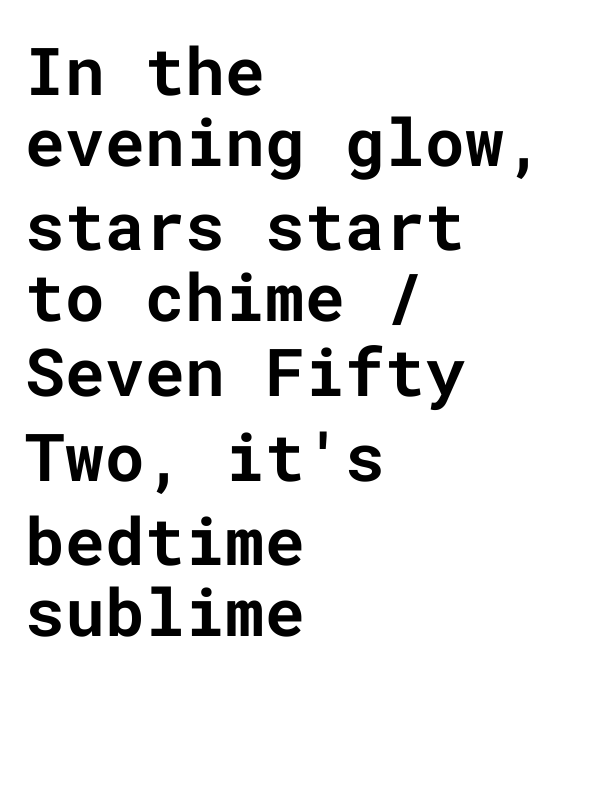 In the
evening glow,
stars start
to chime /
Seven Fifty
Two, it's
bedtime
sublime